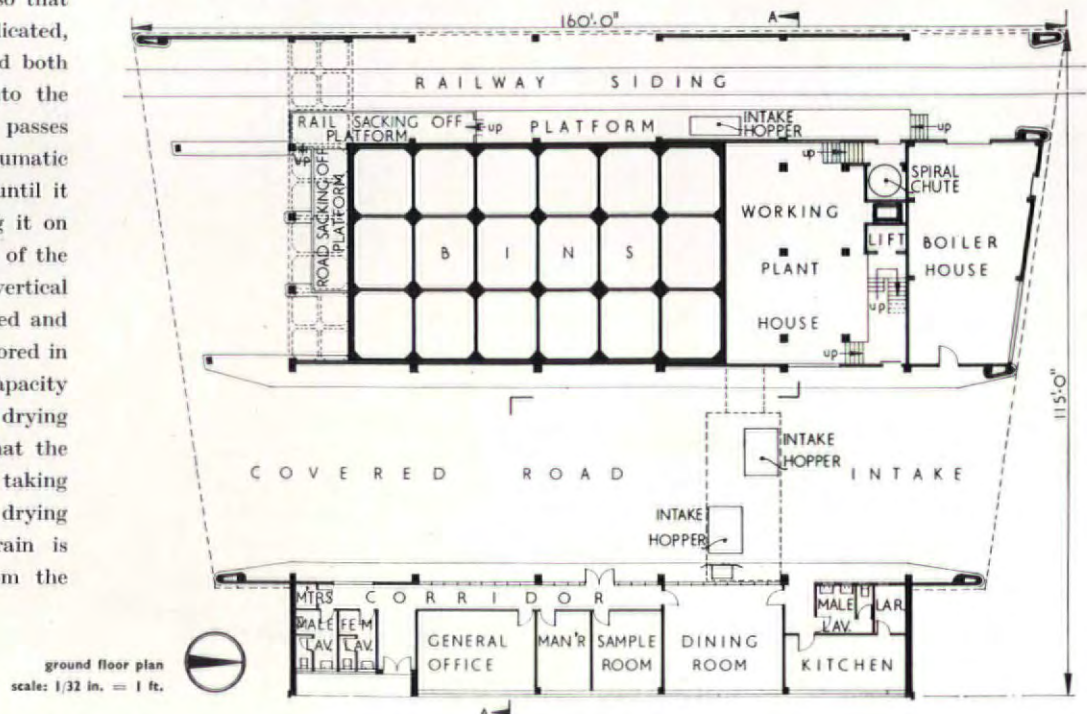 so that
dicated,
d both
to the
passes
umatic
until it
g it on
of the
vertical
ed and
ored in
apacity
drying
hat the
taking
drying
rain is
m the
ground floor plan
scale: 1/32 in. = 1 ft.
160'-0"
A
RAILWAY SIDING
RAIL SACKING OFF
PLATFORM
up
PLATFORM
INTAKE
HOPPER
up
up
ROAD SACKING OFF
PLATFORM
up
SPIRAL
CHUTE
BINS
WORKING
PLANT
HOUSE
LIFT
up
up
BOILER
HOUSE
115'-0"
COVERED ROAD INTAKE
INTAKE
HOPPER
INTAKE
HOPPER
MTRS
CORRIDOR
MALE
LAV.
FEM
LAV.
GENERAL
OFFICE
MAN'R
SAMPLE
ROOM
DINING
ROOM
MALE
LAV.
LAR.
KITCHEN
A